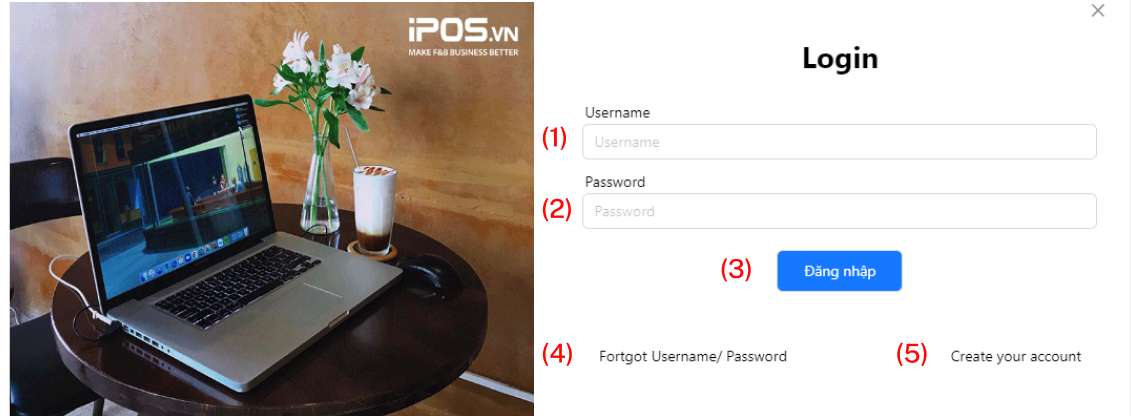 iPOS.VN
MAKE F&B BUSINESS BETTER
Login
Username
(1) Username
Password
(2) Password
(3) Đăng nhập
(4) Fortgot Username/ Password
(5) Create your account